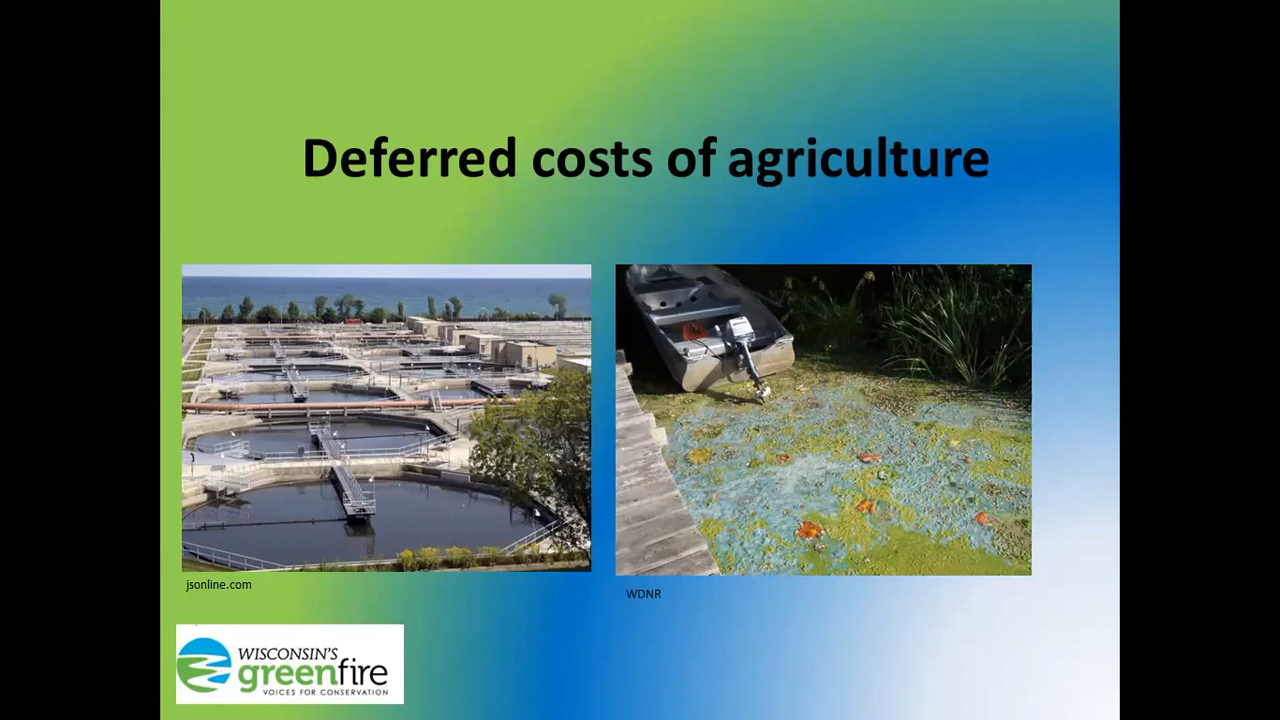 Deferred costs of agriculture
jsonline.com
WDNR
WISCONSIN'S
greenfire
VOICES FOR CONSERVATION